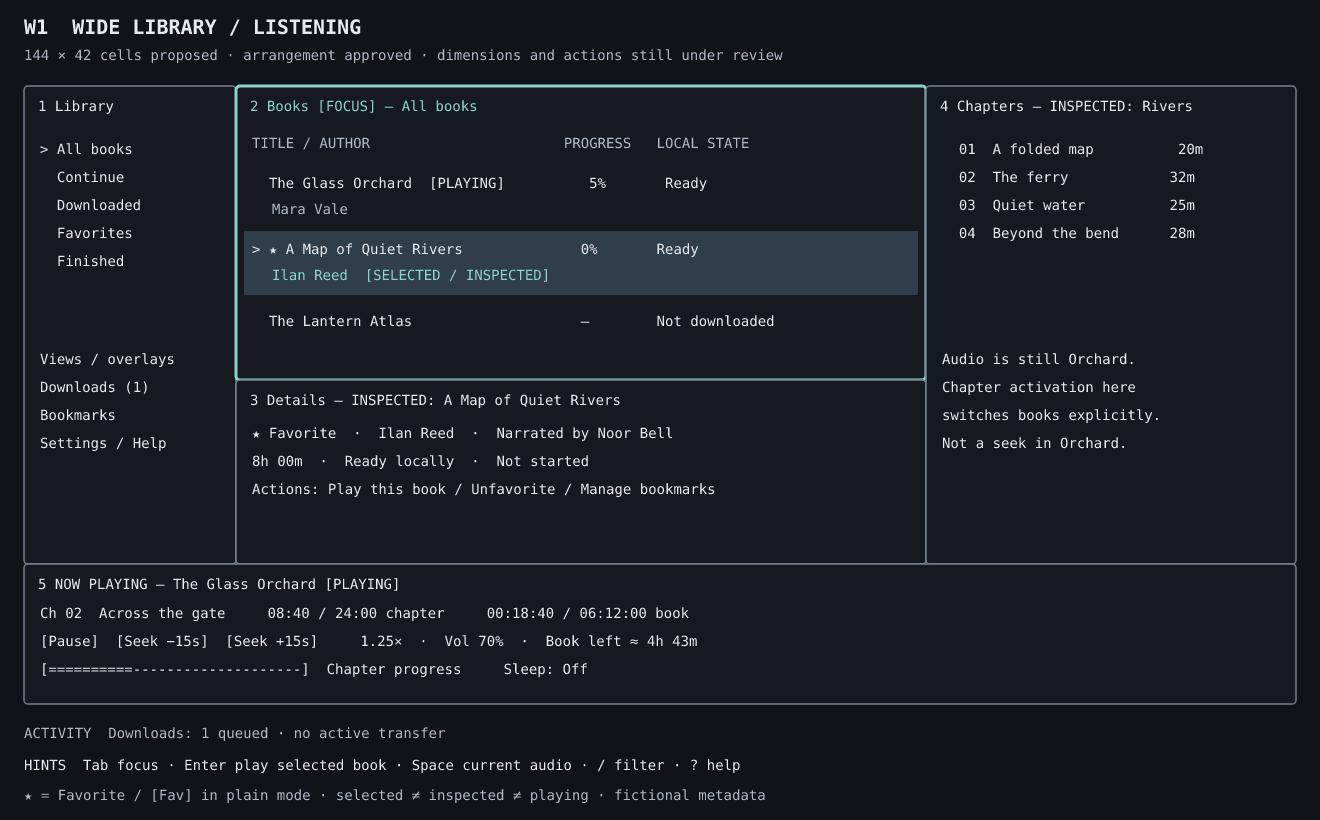 W1  WIDE LIBRARY / LISTENING
144 × 42 cells proposed · arrangement approved · dimensions and actions still under review
1 Library
> All books
Continue
Downloaded
Favorites
Finished
Views / overlays
Downloads (1)
Bookmarks
Settings / Help
2 Books [FOCUS] — All books
TITLE / AUTHOR  PROGRESS  LOCAL STATE
The Glass Orchard  [PLAYING]  5%  Ready
Mara Vale
> ★ A Map of Quiet Rivers  0%  Ready
Ilan Reed  [SELECTED / INSPECTED]
The Lantern Atlas  —  Not downloaded
3 Details — INSPECTED: A Map of Quiet Rivers
★ Favorite  ·  Ilan Reed  ·  Narrated by Noor Bell
8h 00m  ·  Ready locally  ·  Not started
Actions: Play this book / Unfavorite / Manage bookmarks
4 Chapters — INSPECTED: Rivers
01  A folded map  20m
02  The ferry  32m
03  Quiet water  25m
04  Beyond the bend  28m
Audio is still Orchard.
Chapter activation here
switches books explicitly.
Not a seek in Orchard.
5 NOW PLAYING — The Glass Orchard [PLAYING]
Ch 02  Across the gate  08:40 / 24:00 chapter  00:18:40 / 06:12:00 book
[Pause]  [Seek −15s]  [Seek +15s]  1.25×  ·  Vol 70%  ·  Book left ≈ 4h 43m
[==========--------------------]  Chapter progress  Sleep: Off
ACTIVITY  Downloads: 1 queued · no active transfer
HINTS  Tab focus · Enter play selected book · Space current audio · / filter · ? help
★ = Favorite / [Fav] in plain mode · selected ≠ inspected ≠ playing · fictional metadata